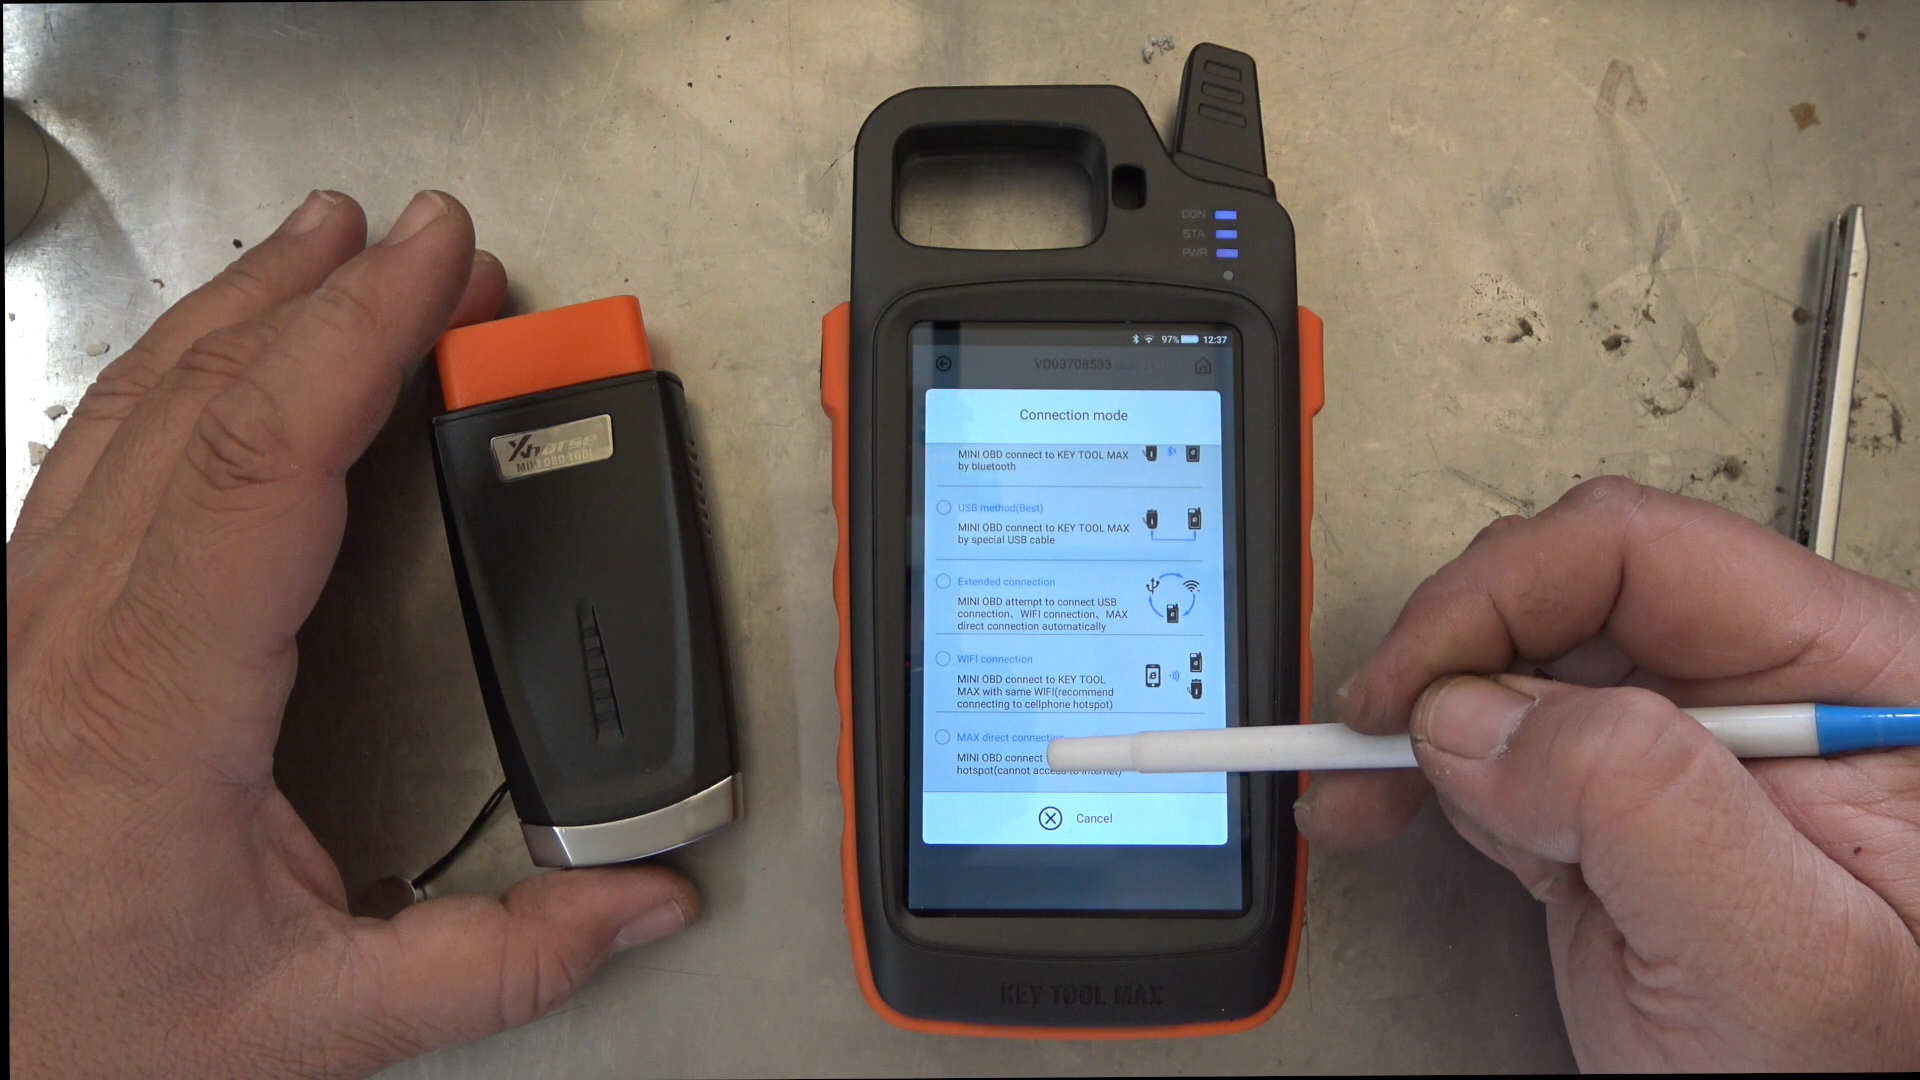 CON
STA
PWR
97% 12:37
VD03708533
Connection mode
MINI OBD connect to KEY TOOL MAX
by bluetooth
USB method(Best)
MINI OBD connect to KEY TOOL MAX
by special USB cable
Extended connection
MINI OBD attempt to connect USB
connection、WIFI connection、MAX
direct connection automatically
WIFI connection
MINI OBD connect to KEY TOOL
MAX with same WIFI(recommend
connecting to cellphone hotspot)
MAX direct connection
MINI OBD connect
hotspot(cannot access to internet)
Cancel
KEY TOOL MAX
Xhorse
MINI OBD TOOL